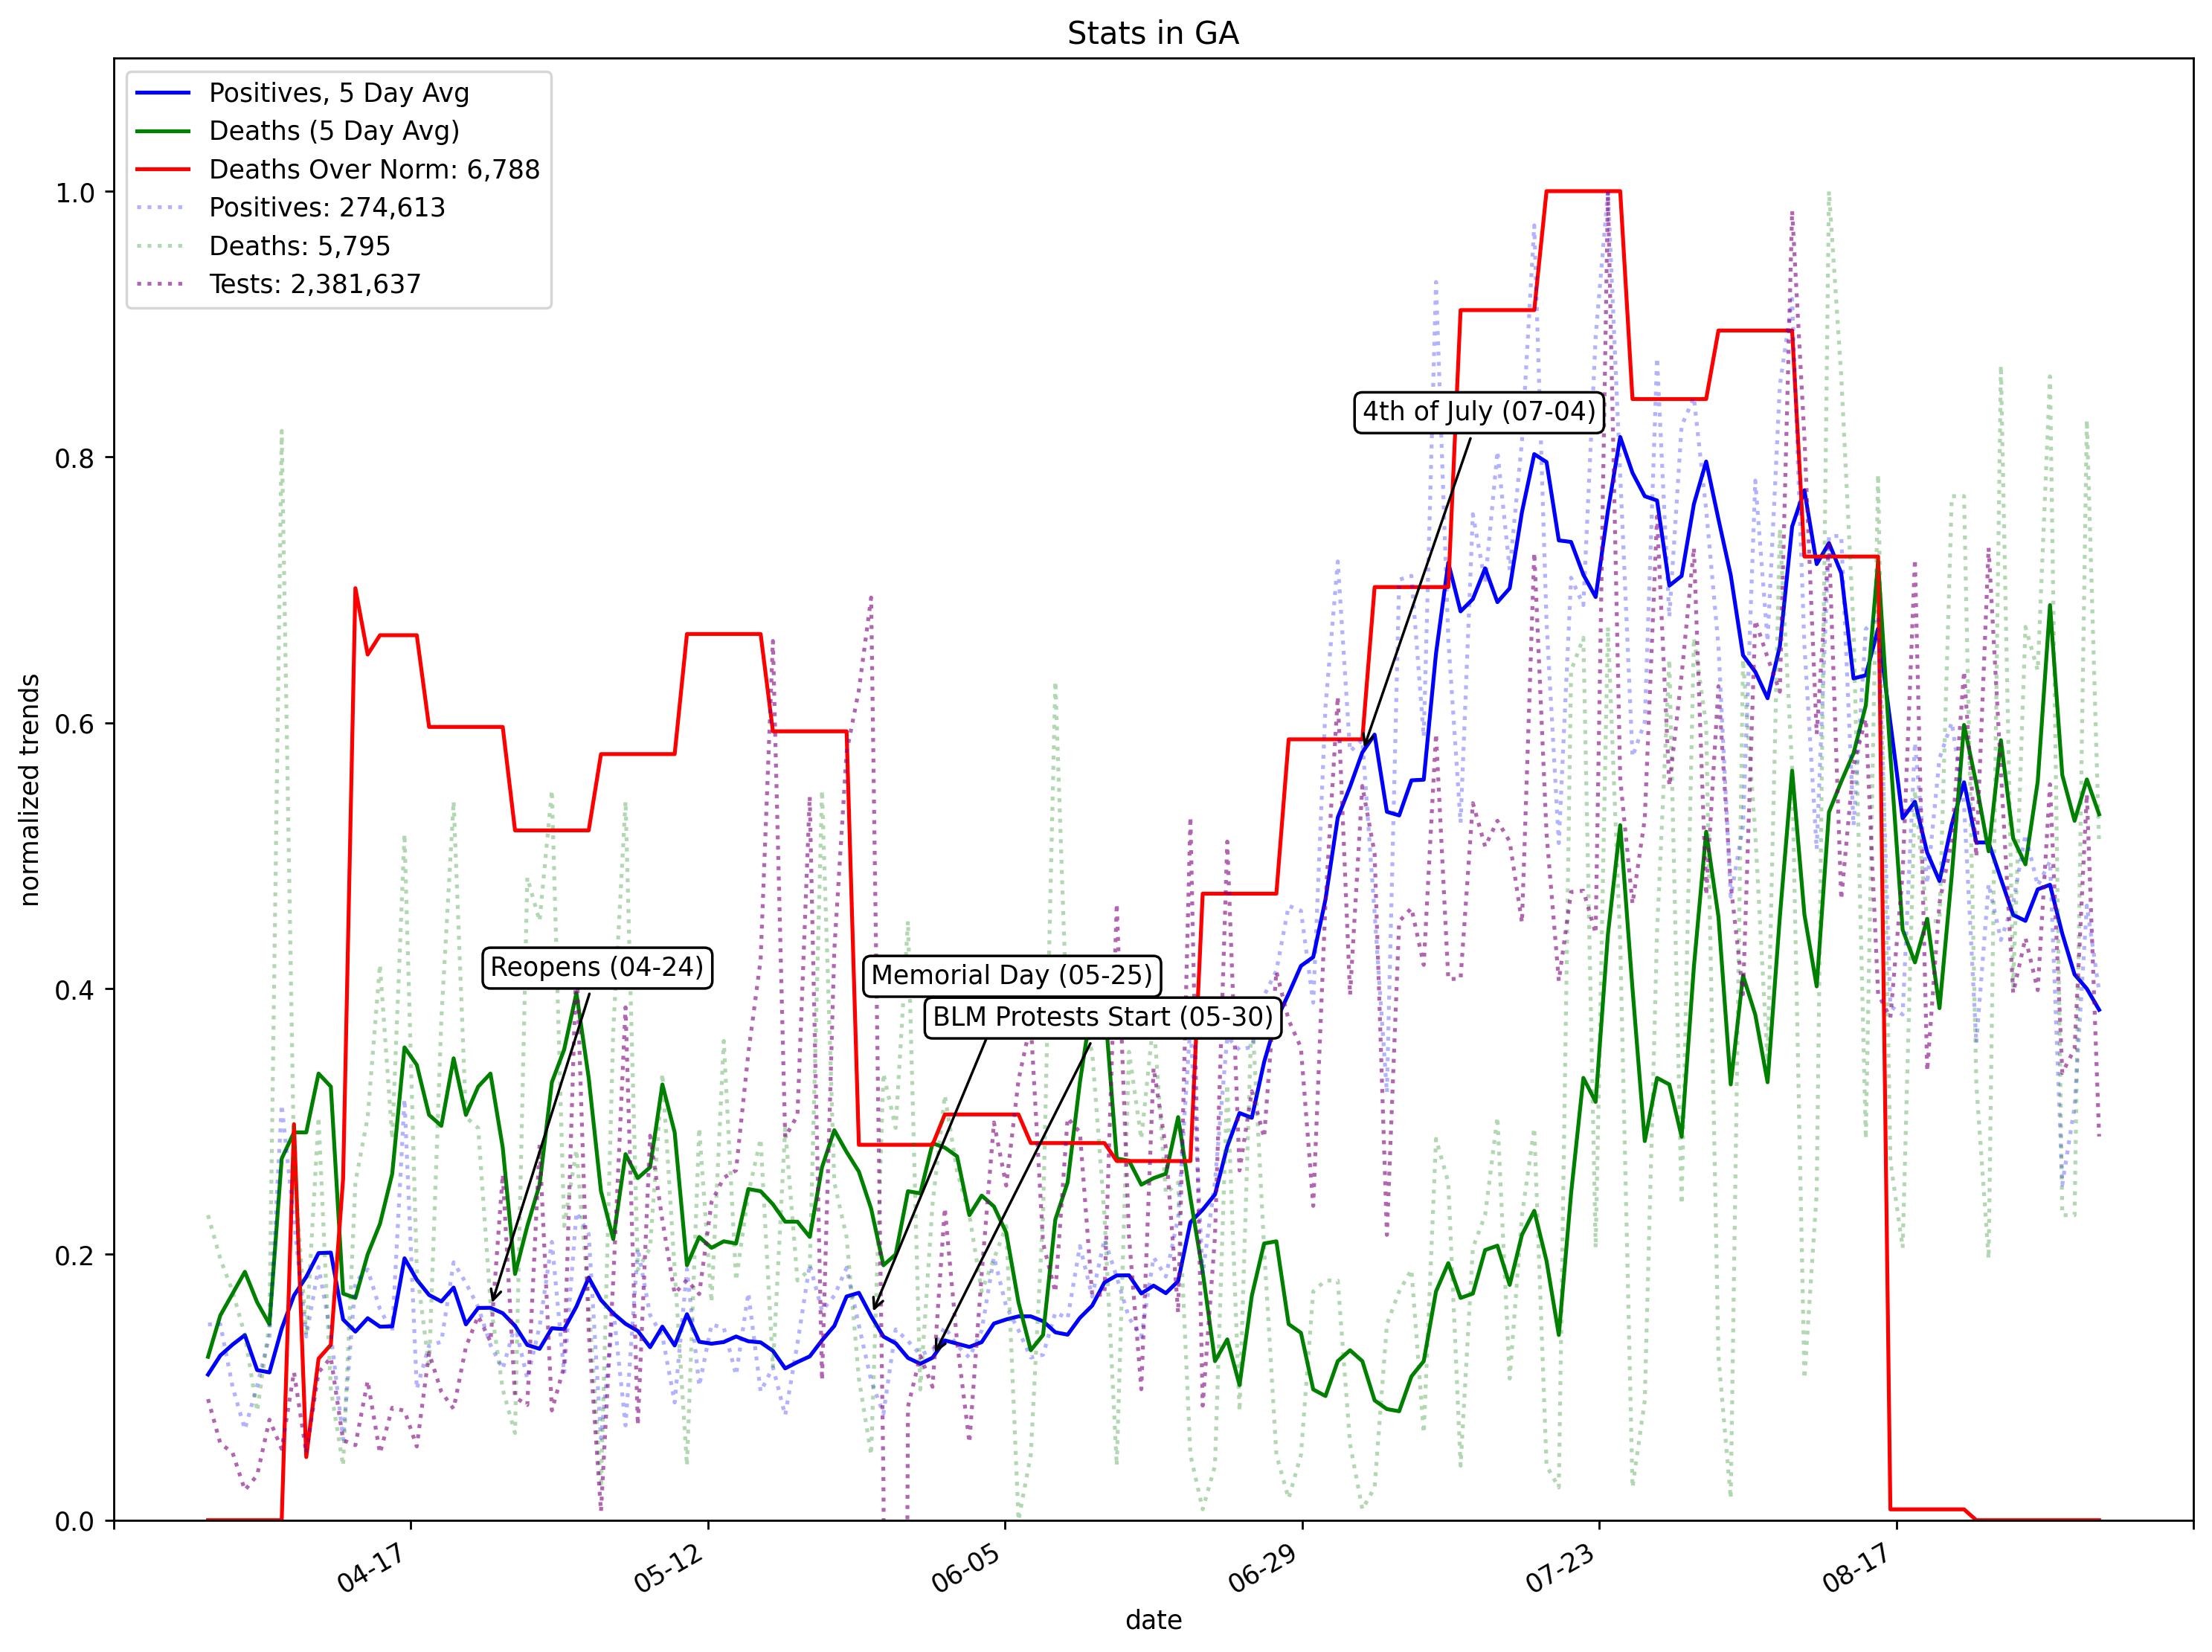 Stats in GA
Positives, 5 Day Avg
Deaths (5 Day Avg)
Deaths Over Norm: 6,788
Positives: 274,613
Deaths: 5,795
Tests: 2,381,637
1.0
0.8
0.6
0.4
0.2
0.0
normalized trends
4th of July (07-04)
Reopens (04-24)
Memorial Day (05-25)
BLM Protests Start (05-30)
04-17
05-12
06-05
06-29
07-23
08-17
date